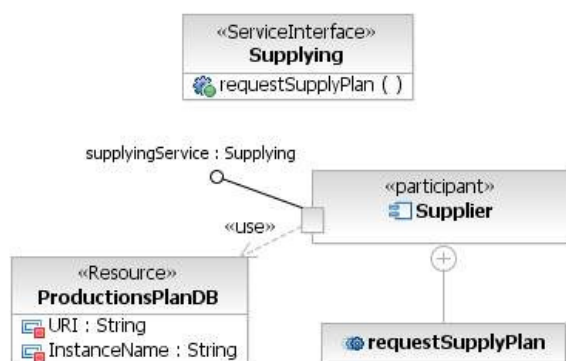 «ServiceInterface»
Supplying
requestSupplyPlan ( )
supplyingService : Supplying
«participant»
Supplier
«use»
«Resource»
ProductionsPlanDB
URI : String
InstanceName : String
requestSupplyPlan